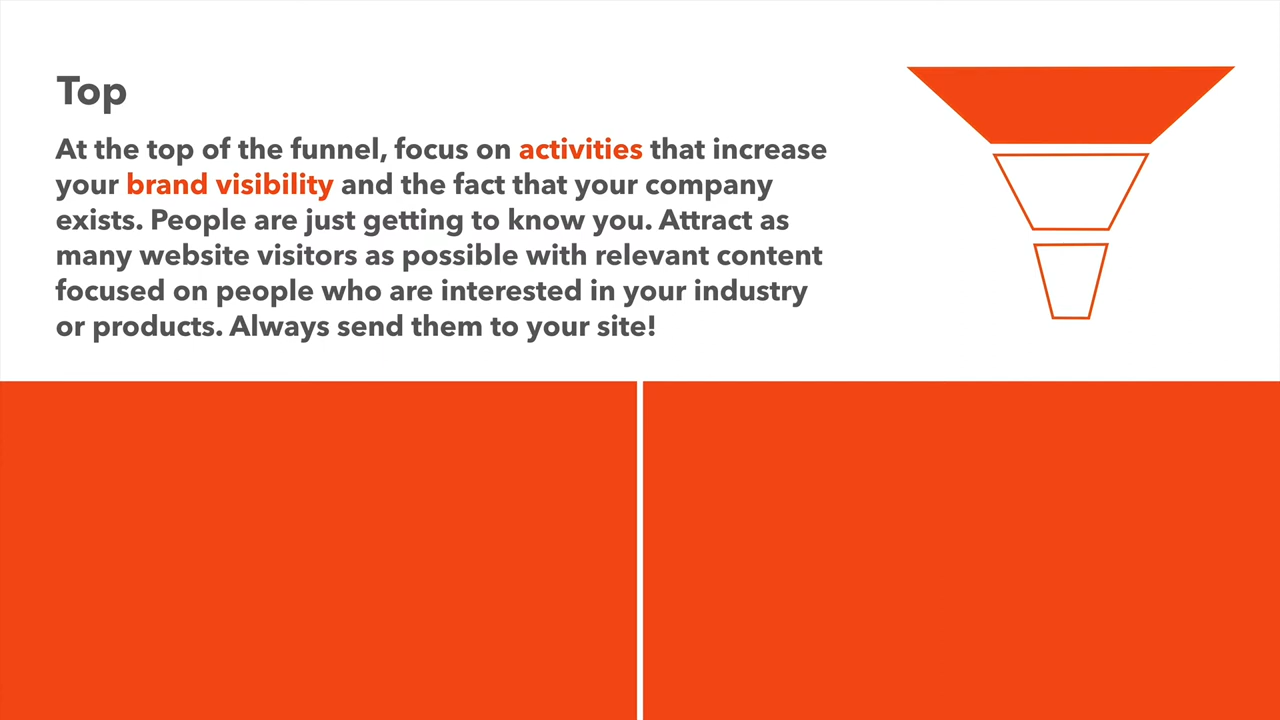 Top
At the top of the funnel, focus on activities that increase
your brand visibility and the fact that your company
exists. People are just getting to know you. Attract as
many website visitors as possible with relevant content
focused on people who are interested in your industry
or products. Always send them to your site!